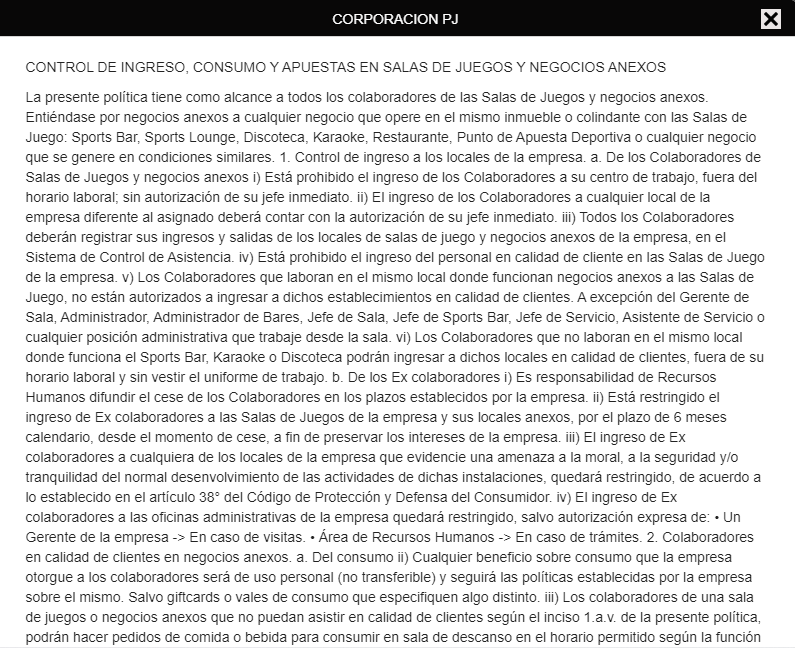 CORPORACION PJ
CONTROL DE INGRESO, CONSUMO Y APUESTAS EN SALAS DE JUEGOS Y NEGOCIOS ANEXOS
La presente política tiene como alcance a todos los colaboradores de las Salas de Juegos y negocios anexos.
Entiéndase por negocios anexos a cualquier negocio que opere en el mismo inmueble o colindante con las Salas de
Juego: Sports Bar, Sports Lounge, Discoteca, Karaoke, Restaurante, Punto de Apuesta Deportiva o cualquier negocio
que se genere en condiciones similares. 1. Control de ingreso a los locales de la empresa. a. De los Colaboradores de
Salas de Juegos y negocios anexos i) Está prohibido el ingreso de los Colaboradores a su centro de trabajo, fuera del
horario laboral; sin autorización de su jefe inmediato. ii) El ingreso de los Colaboradores a cualquier local de la
empresa diferente al asignado deberá contar con la autorización de su jefe inmediato. iii) Todos los Colaboradores
deberán registrar sus ingresos y salidas de los locales de salas de juego y negocios anexos de la empresa, en el
Sistema de Control de Asistencia. iv) Está prohibido el ingreso del personal en calidad de cliente en las Salas de Juego
de la empresa. v) Los Colaboradores que laboran en el mismo local donde funcionan negocios anexos a las Salas de
Juego, no están autorizados a ingresar a dichos establecimientos en calidad de clientes. A excepción del Gerente de
Sala, Administrador, Administrador de Bares, Jefe de Sala, Jefe de Sports Bar, Jefe de Servicio, Asistente de Servicio o
cualquier posición administrativa que trabaje desde la sala. vi) Los Colaboradores que no laboran en el mismo local
donde funciona el Sports Bar, Karaoke o Discoteca podrán ingresar a dichos locales en calidad de clientes, fuera de su
horario laboral y sin vestir el uniforme de trabajo. b. De los Ex colaboradores i) Es responsabilidad de Recursos
Humanos difundir el cese de los Colaboradores en los plazos establecidos por la empresa. ii) Está restringido el
ingreso de Ex colaboradores a las Salas de Juegos de la empresa y sus locales anexos, por el plazo de 6 meses
calendario, desde el momento de cese, a fin de preservar los intereses de la empresa. iii) El ingreso de Ex
colaboradores a cualquiera de los locales de la empresa que evidencie una amenaza a la moral, a la seguridad y/o
tranquilidad del normal desenvolvimiento de las actividades de dichas instalaciones, quedará restringido, de acuerdo a
lo establecido en el artículo 38° del Código de Protección y Defensa del Consumidor. iv) El ingreso de Ex
colaboradores a las oficinas administrativas de la empresa quedará restringido, salvo autorización expresa de: • Un
Gerente de la empresa -> En caso de visitas. • Área de Recursos Humanos -> En caso de trámites. 2. Colaboradores
en calidad de clientes en negocios anexos. a. Del consumo ii) Cualquier beneficio sobre consumo que la empresa
otorgue a los colaboradores será de uso personal (no transferible) y seguirá las políticas establecidas por la empresa
sobre el mismo. Salvo giftcards o vales de consumo que especifiquen algo distinto. iii) Los colaboradores de una sala
de juegos o negocios anexos que no puedan asistir en calidad de clientes según el inciso 1.a.v. de la presente política,
podrán hacer pedidos de comida o bebida para consumir en sala de descanso en el horario permitido según la función